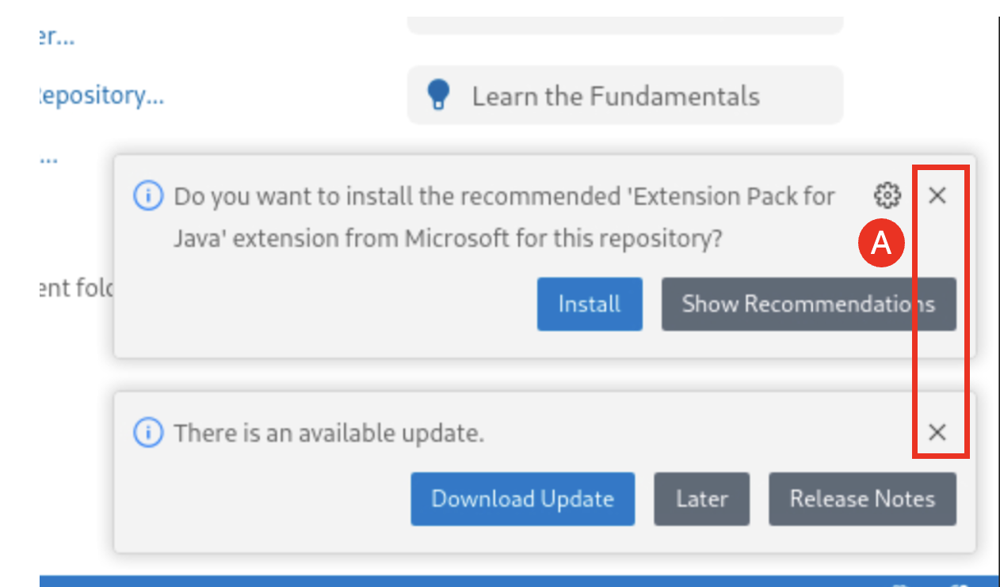 er...
Repository...
Learn the Fundamentals
...
Do you want to install the recommended 'Extension Pack for
Java' extension from Microsoft for this repository?
A
ent fold
Install
Show Recommendations
There is an available update.
Download Update
Later
Release Notes